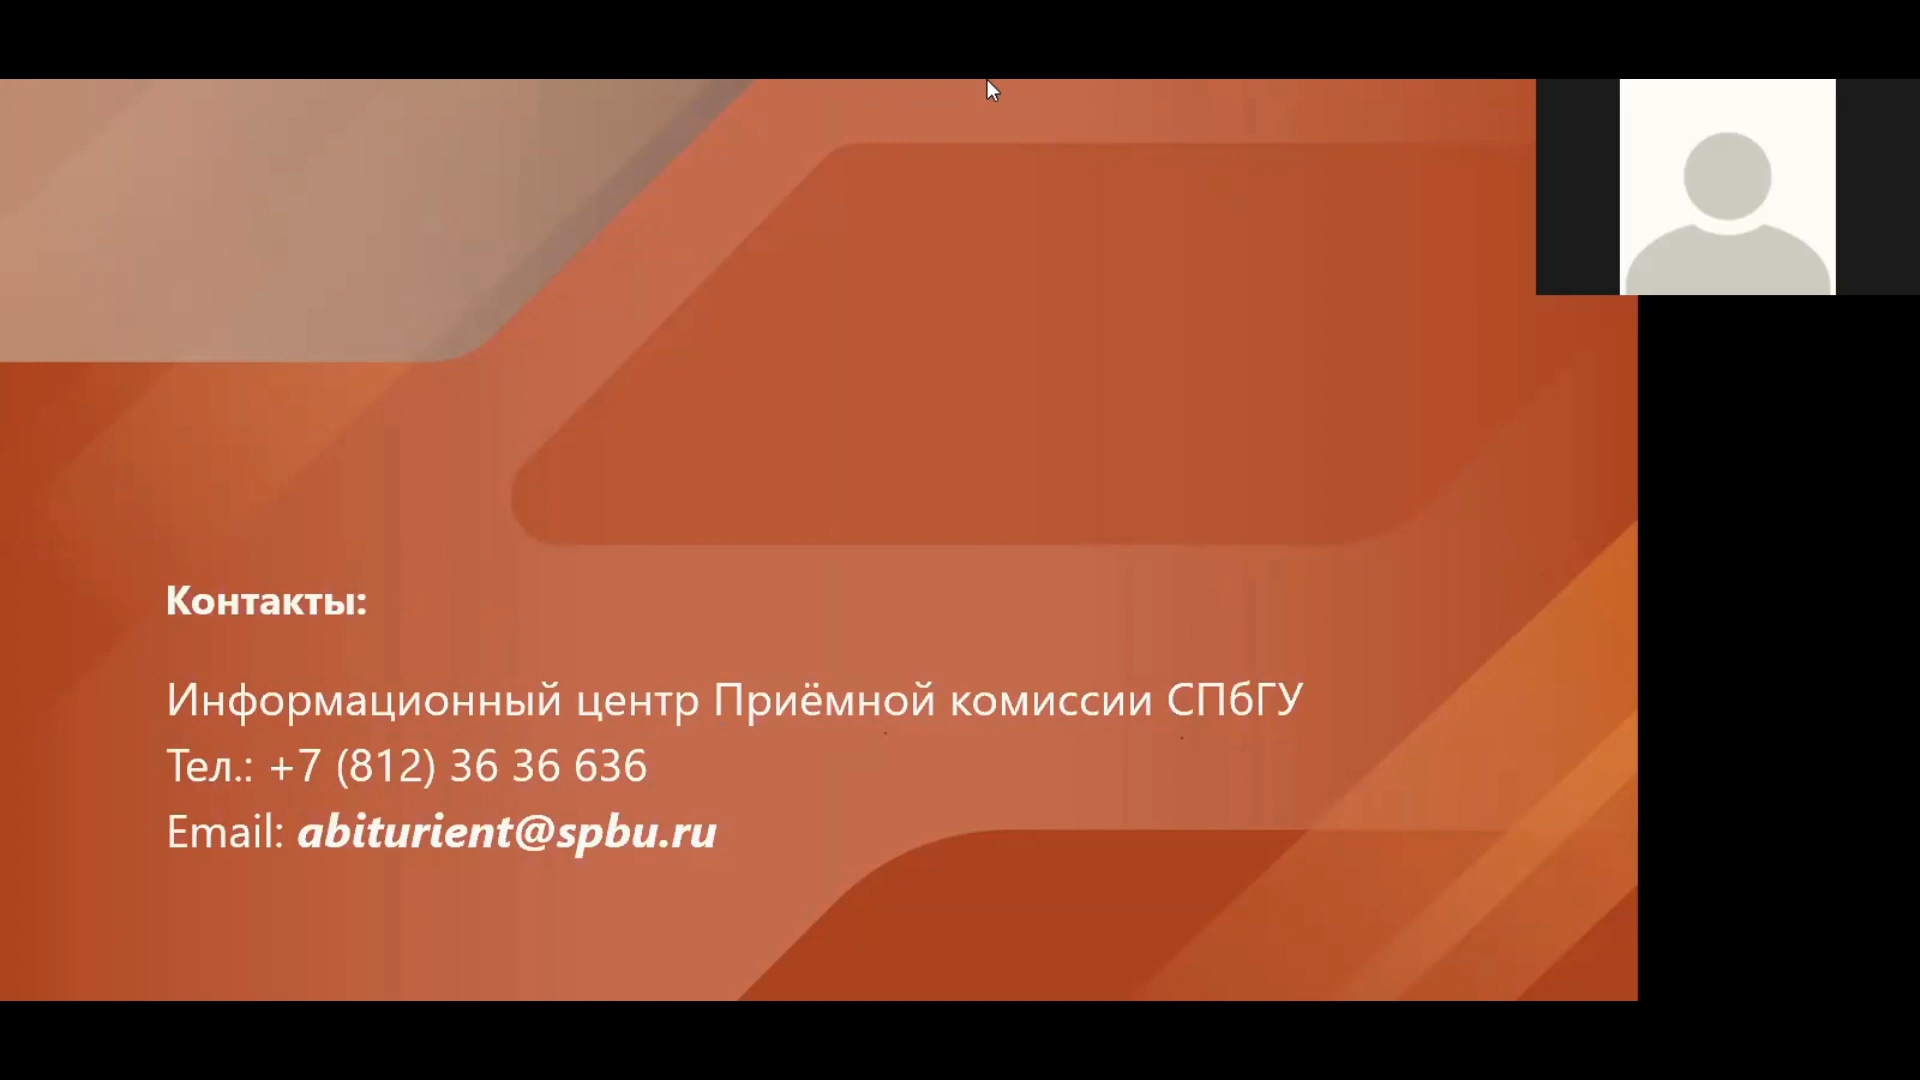 Контакты:
Информационный центр Приёмной комиссии СПбГУ
Тел.: +7 (812) 36 36 636
Email: abiturient@spbu.ru